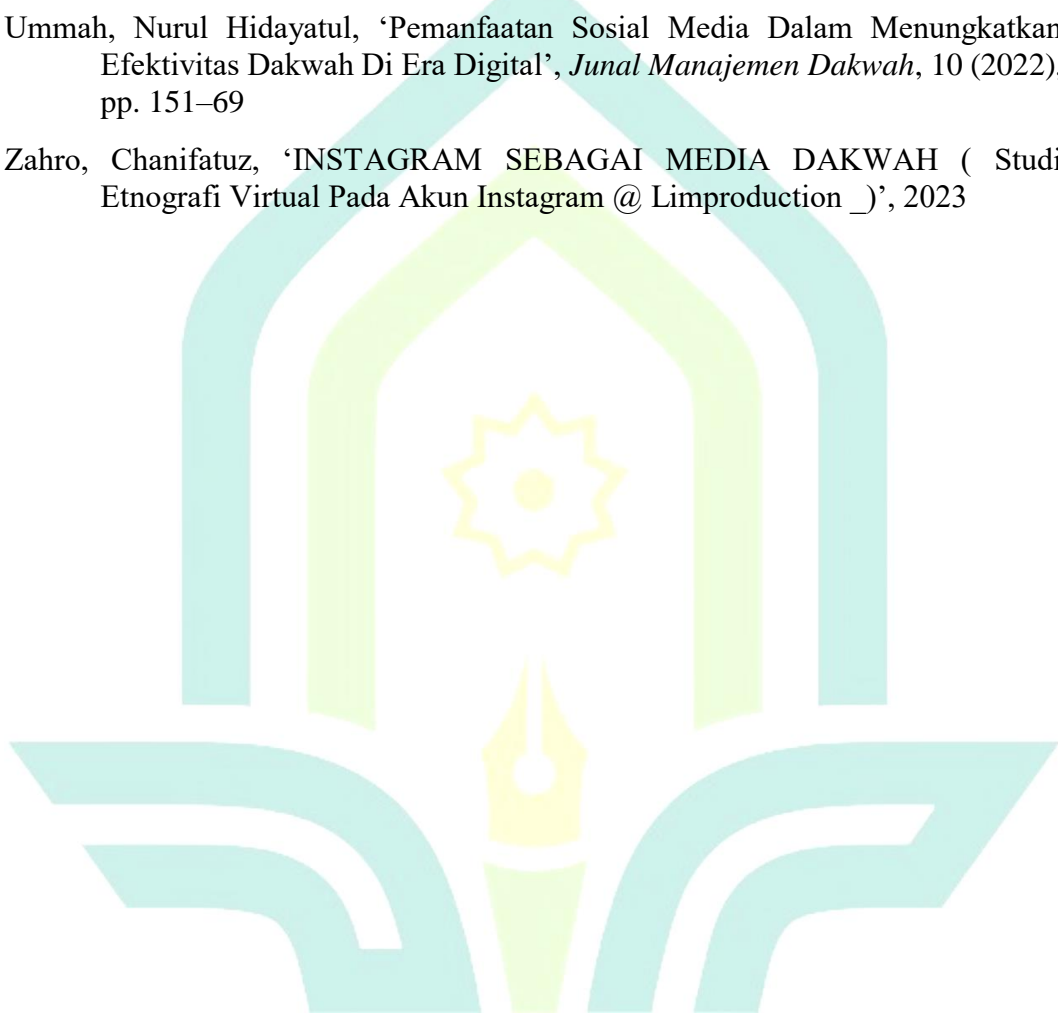 Ummah, Nurul Hidayatul, ‘Pemanfaatan Sosial Media Dalam Menungkatkan
Efektivitas Dakwah Di Era Digital’, Junal Manajemen Dakwah, 10 (2022),
pp. 151–69
Zahro, Chanifatuz, ‘INSTAGRAM SEBAGAI MEDIA DAKWAH ( Studi
Etnografi Virtual Pada Akun Instagram @ Limproduction _)’, 2023